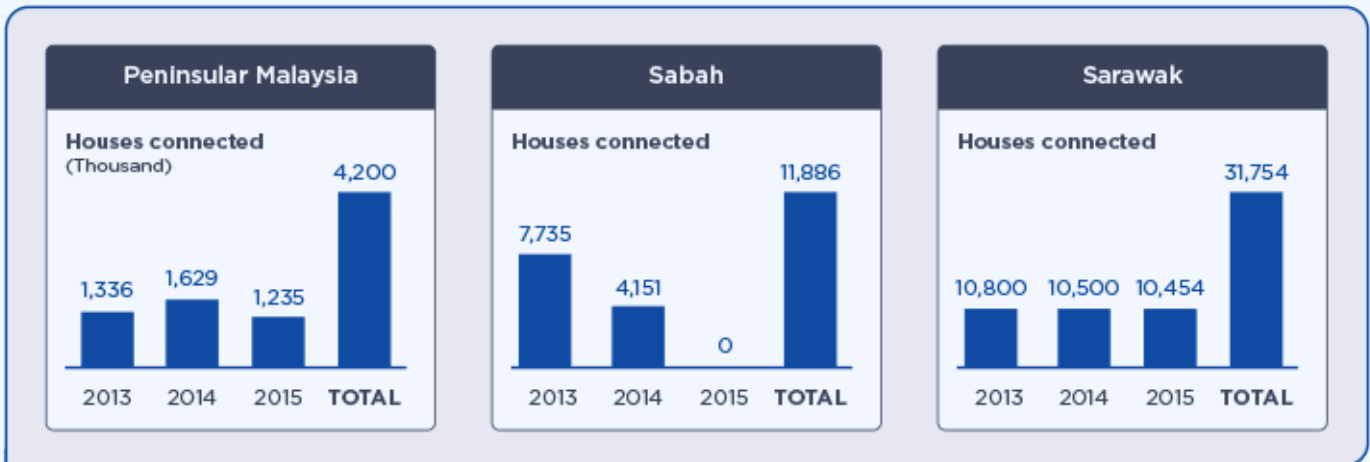 Peninsular Malaysia
Houses connected
(Thousand)
4,200
1,629
1,336
1,235
2013 2014 2015 TOTAL
Sabah
Houses connected
11,886
7,735
4,151
0
2013 2014 2015 TOTAL
Sarawak
Houses connected
31,754
10,800 10,500 10,454
2013 2014 2015 TOTAL